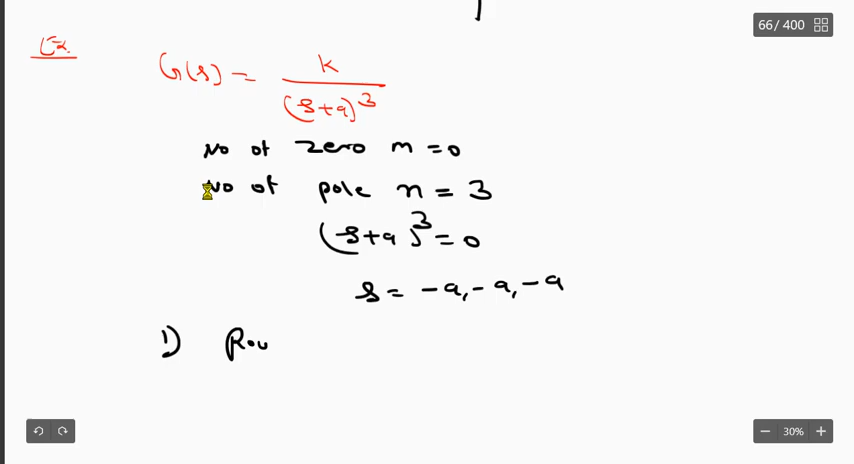 66 / 400
Ex.
G(s) = k / (s+a)^3
No of zero m = 0
No of pole n = 3
(s+a)^3 = 0
s = -a, -a, -a
1) Rou
30%